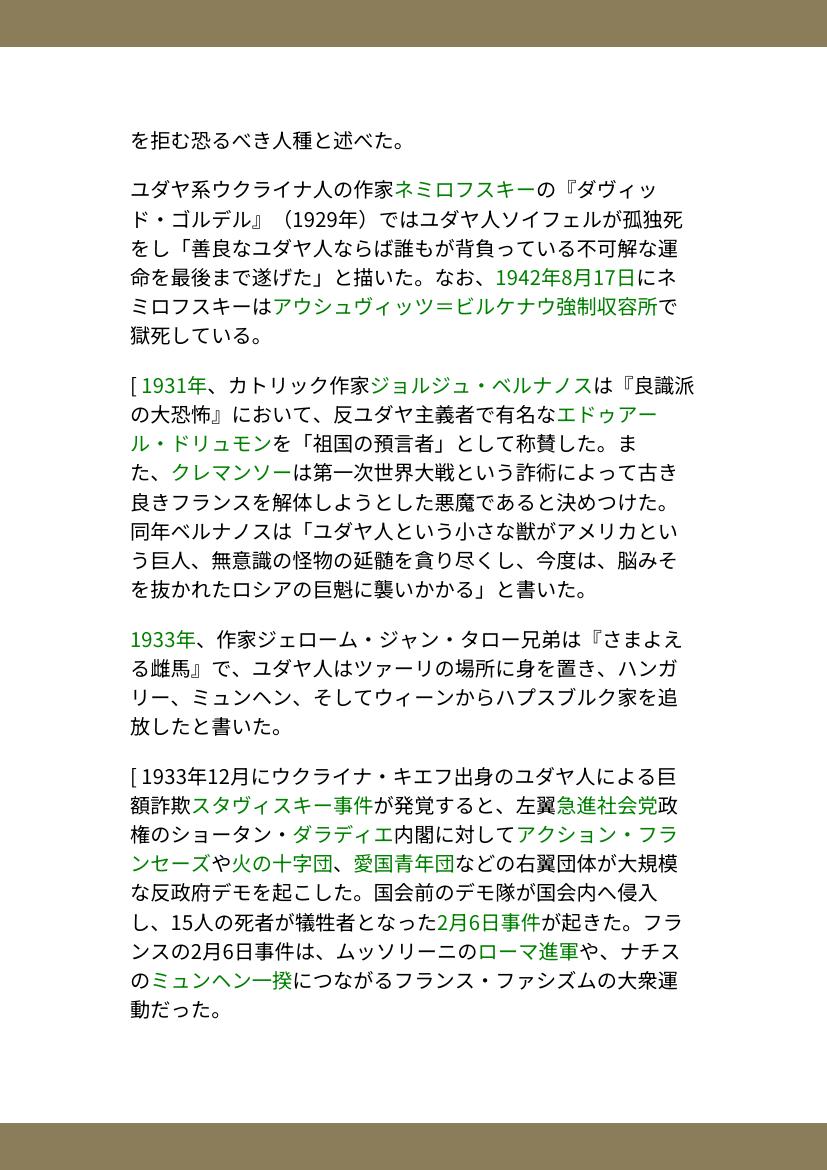 を拒む恐るべき人種と述べた。
ユダヤ系ウクライナ人の作家ネミロフスキーの『ダヴィッ
ド・ゴルデル』（1929年）ではユダヤ人ソイフェルが孤独死
をし「善良なユダヤ人ならば誰もが背負っている不可解な運
命を最後まで遂げた」と描いた。なお、1942年8月17日にネ
ミロフスキーはアウシュヴィッツ＝ビルケナウ強制収容所で
獄死している。
[ 1931年、カトリック作家ジョルジュ・ベルナノスは『良識派
の大恐怖』において、反ユダヤ主義者で有名なエドゥアー
ル・ドリュモンを「祖国の預言者」として称賛した。ま
た、クレマンソーは第一次世界大戦という詐術によって古き
良きフランスを解体しようとした悪魔であると決めつけた。
同年ベルナノスは「ユダヤ人という小さな獣がアメリカとい
う巨人、無意識の怪物の延髄を貪り尽くし、今度は、脳みそ
を抜かれたロシアの巨魁に襲いかかる」と書いた。
1933年、作家ジェローム・ジャン・タロー兄弟は『さまよえ
る雌馬』で、ユダヤ人はツァーリの場所に身を置き、ハンガ
リー、ミュンヘン、そしてウィーンからハプスブルク家を追
放したと書いた。
[ 1933年12月にウクライナ・キエフ出身のユダヤ人による巨
額詐欺スタヴィスキー事件が発覚すると、左翼急進社会党政
権のショータン・ダラディエ内閣に対してアクション・フラ
ンセーズや火の十字団、愛国青年団などの右翼団体が大規模
な反政府デモを起こした。国会前のデモ隊が国会内へ侵入
し、15人の死者が犠牲者となった2月6日事件が起きた。フラ
ンスの2月6日事件は、ムッソリーニのローマ進軍や、ナチス
のミュンヘン一揆につながるフランス・ファシズムの大衆運
動だった。